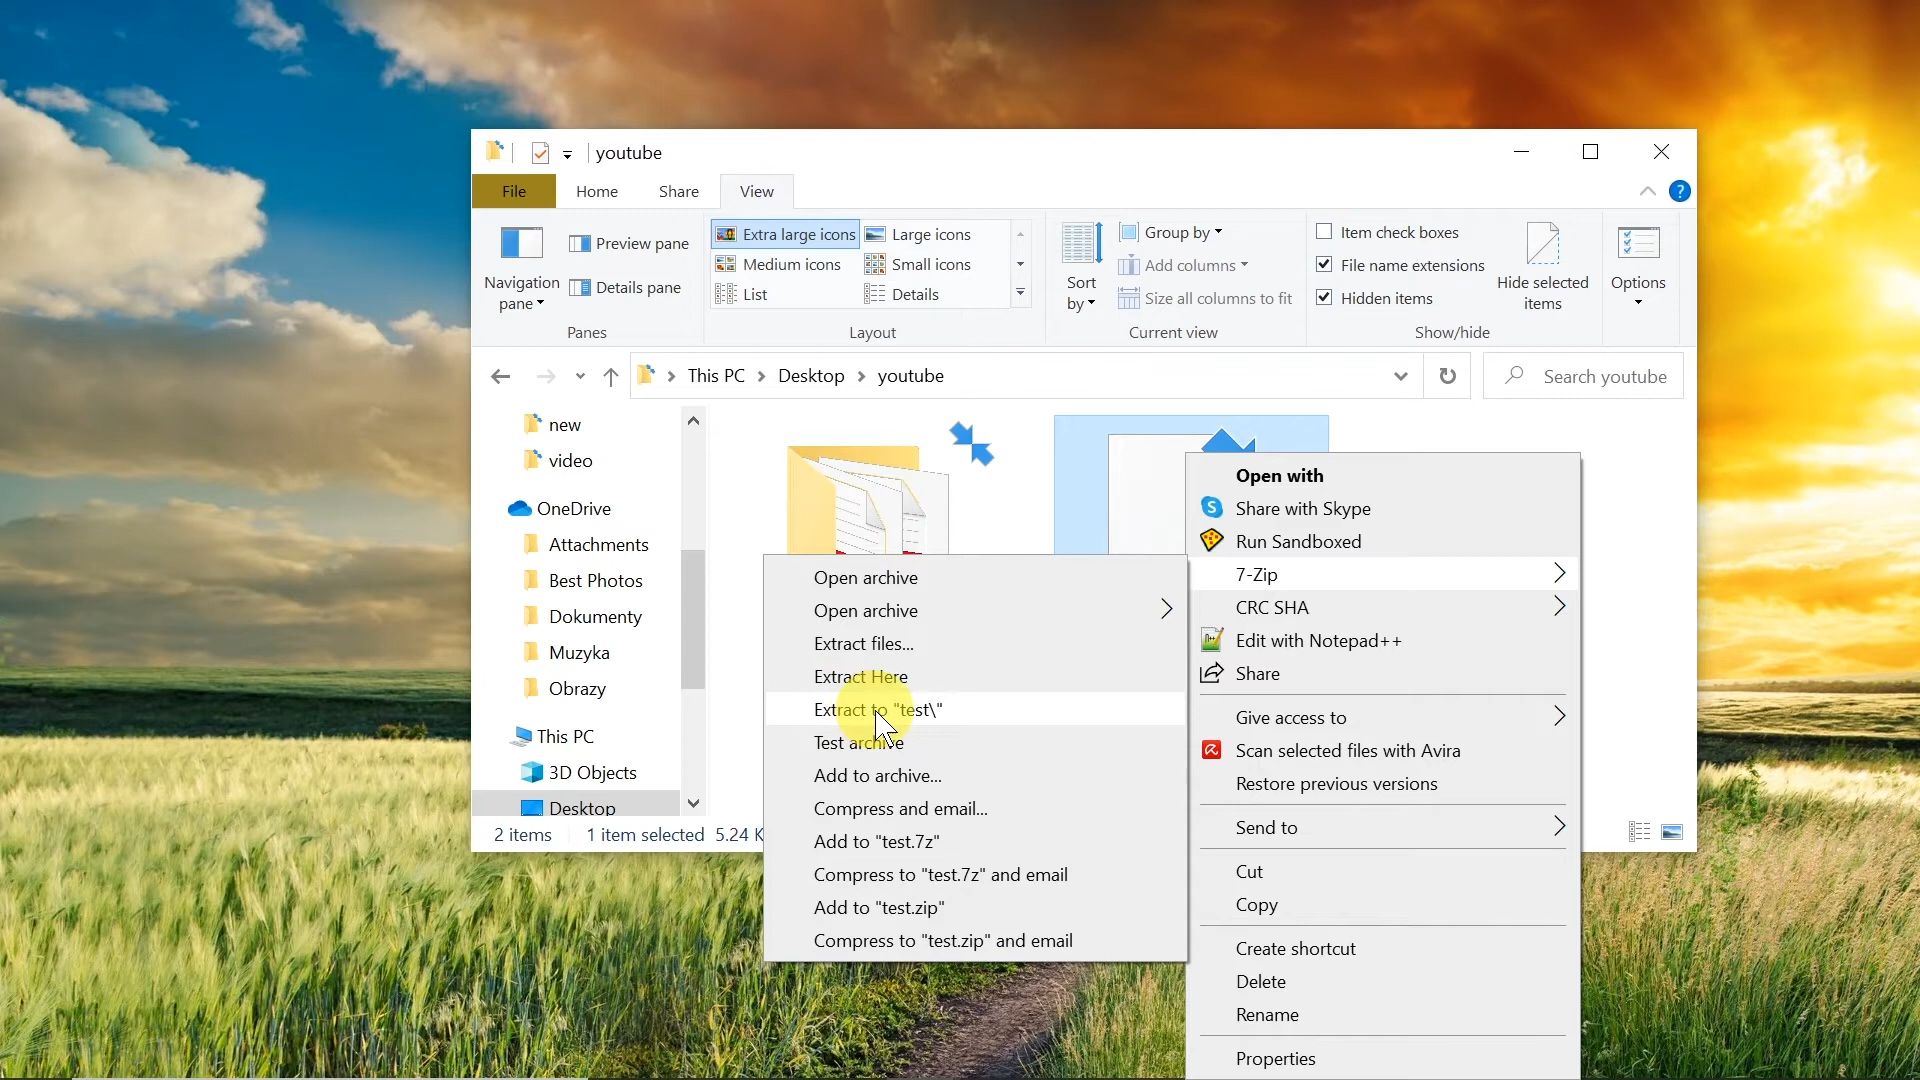 youtube
File
Home
Share
View
Navigation
pane
Preview pane
Details pane
Panes
Extra large icons
Large icons
Medium icons
Small icons
List
Details
Layout
Sort
by
Group by
Add columns
Size all columns to fit
Current view
Item check boxes
File name extensions
Hidden items
Hide selected
items
Show/hide
Options
?
This PC > Desktop > youtube
Search youtube
new
video
OneDrive
Attachments
Best Photos
Dokumenty
Muzyka
Obrazy
This PC
3D Objects
Desktop
2 items
1 item selected 5.24 K
Open archive
Open archive
Extract files...
Extract Here
Extract to "test\"
Test archive
Add to archive...
Compress and email...
Add to "test.7z"
Compress to "test.7z" and email
Add to "test.zip"
Compress to "test.zip" and email
Open with
Share with Skype
Run Sandboxed
7-Zip
CRC SHA
Edit with Notepad++
Share
Give access to
Scan selected files with Avira
Restore previous versions
Send to
Cut
Copy
Create shortcut
Delete
Rename
Properties